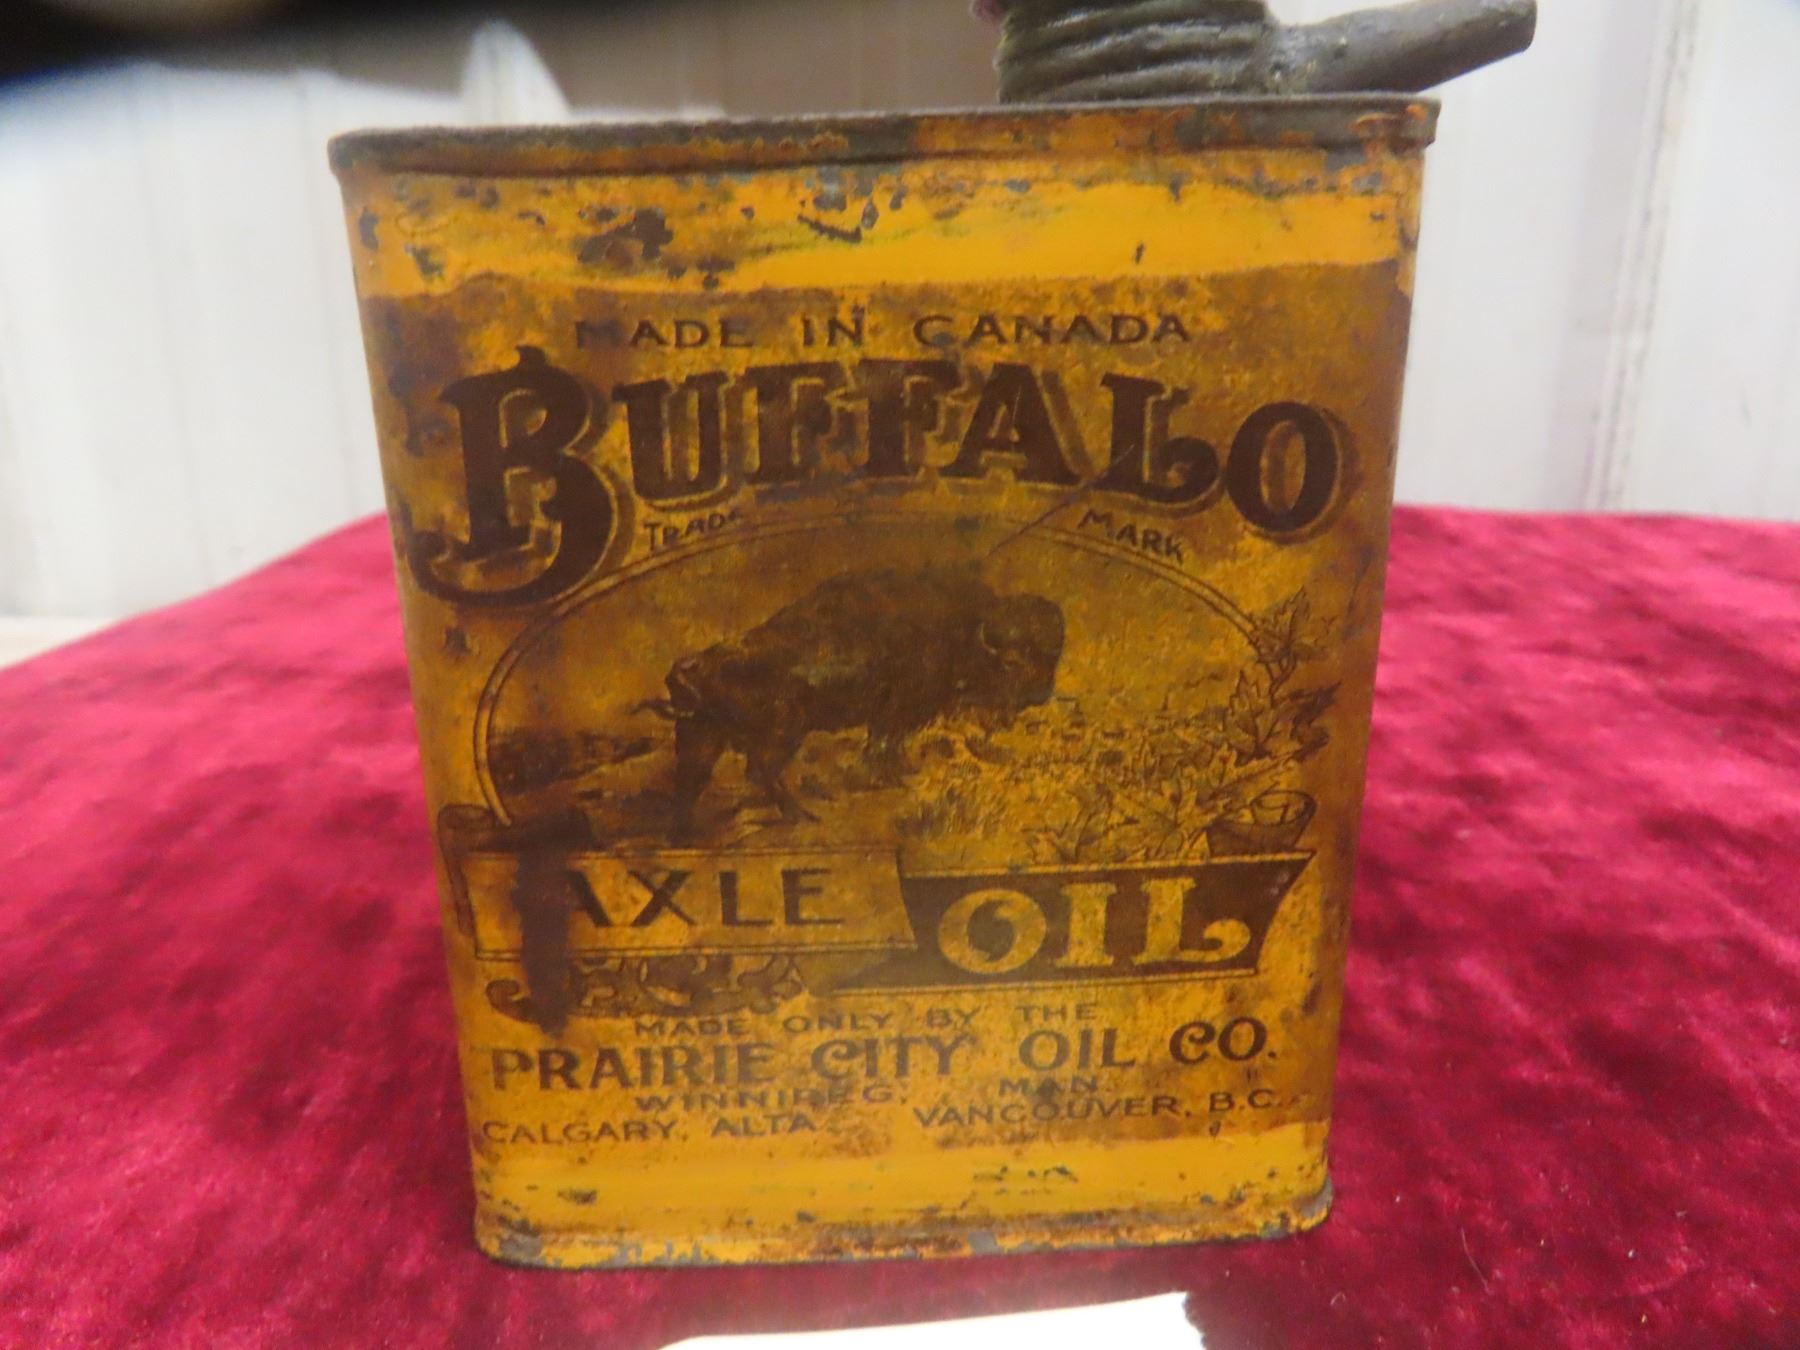 MADE IN CANADA
BUFFALO
TRADE MARK
AXLE OIL
MADE ONLY BY THE
PRAIRIE CITY OIL CO.
WINNIPEG, MAN.
CALGARY, ALTA. VANCOUVER, B.C.